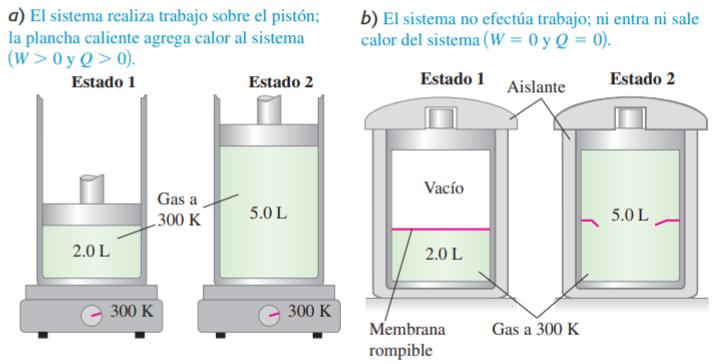 a) El sistema realiza trabajo sobre el pistón;
la plancha caliente agrega calor al sistema
(W > 0 y Q > 0).
Estado 1
Estado 2
Gas a
300 K
2.0 L
5.0 L
300 K
300 K
b) El sistema no efectúa trabajo; ni entra ni sale
calor del sistema (W = 0 y Q = 0).
Estado 1
Aislante
Estado 2
Vacío
5.0 L
2.0 L
Membrana
rompible
Gas a 300 K